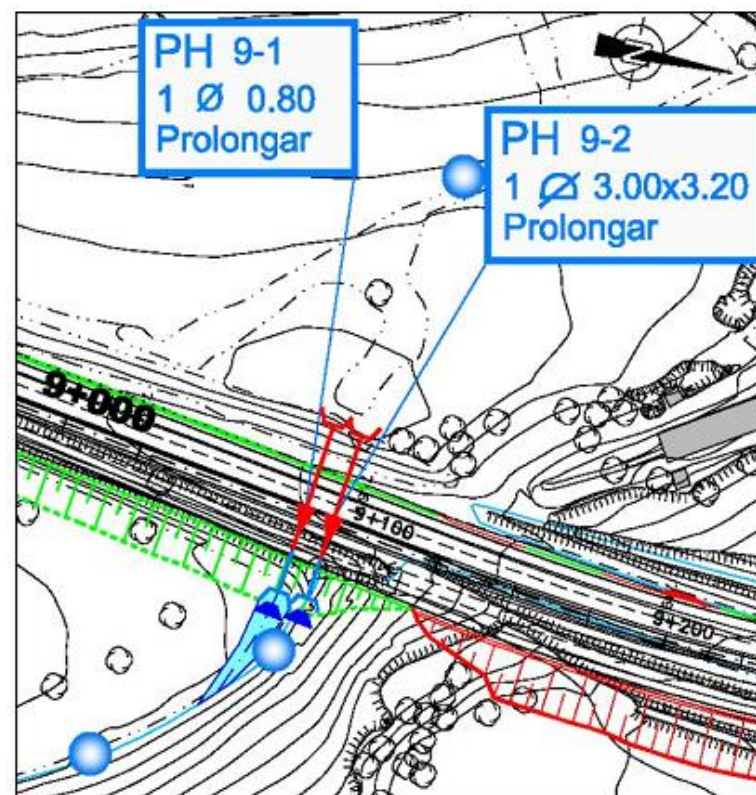 PH 9-1
1 Ø 0.80
Prolongar
PH 9-2
1 3.00x3.20
Prolongar
9+000
9+100
9+200